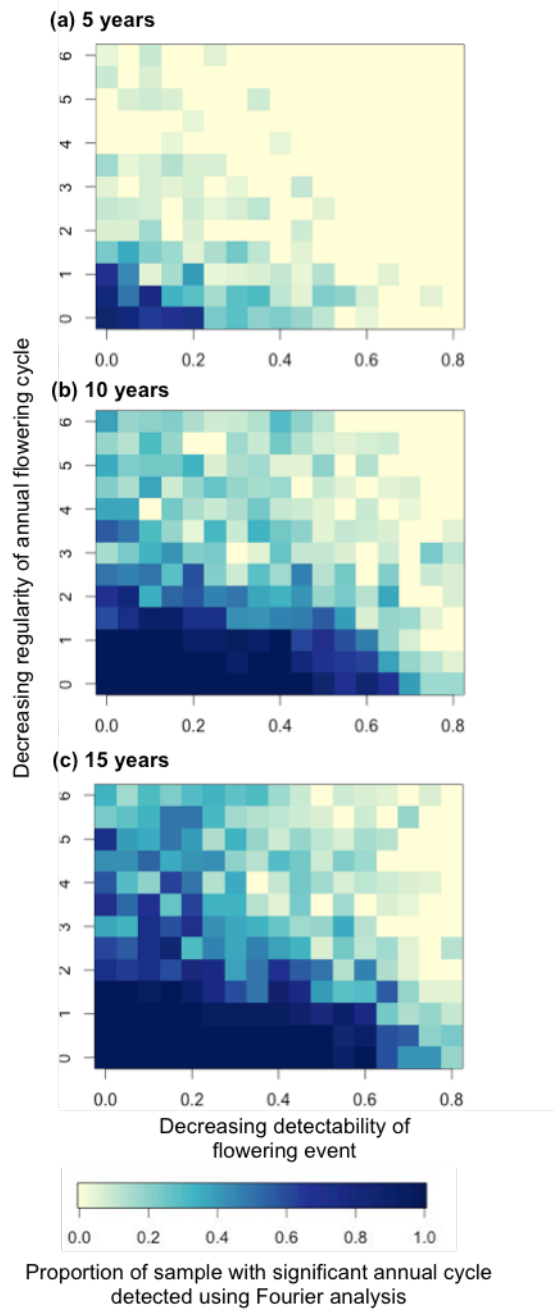 (a) 5 years
6
5
4
3
2
1
0
0.0 0.2 0.4 0.6 0.8
Decreasing regularity of annual flowering cycle
(b) 10 years
6
5
4
3
2
1
0
0.0 0.2 0.4 0.6 0.8
(c) 15 years
6
5
4
3
2
1
0
0.0 0.2 0.4 0.6 0.8
Decreasing detectability of
flowering event
0.0 0.2 0.4 0.6 0.8 1.0
Proportion of sample with significant annual cycle
detected using Fourier analysis